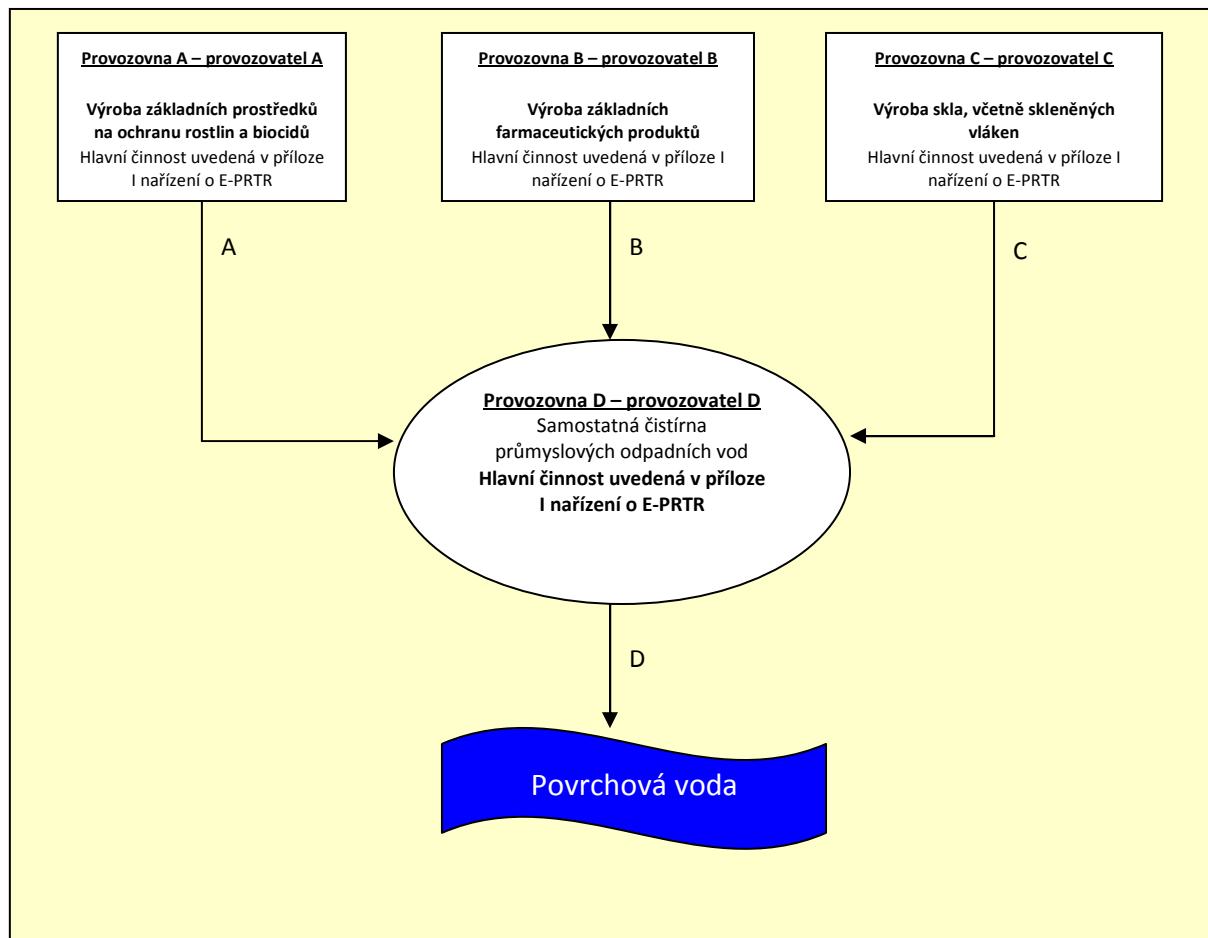 Provozovna A – provozovatel A
Výroba základních prostředků
na ochranu rostlin a biocidů
Hlavní činnost uvedená v příloze
I nařízení o E-PRTR
Provozovna B – provozovatel B
Výroba základních
farmaceutických produktů
Hlavní činnost uvedená v příloze I
nařízení o E-PRTR
Provozovna C – provozovatel C
Výroba skla, včetně skleněných
vláken
Hlavní činnost uvedená v příloze I
nařízení o E-PRTR
A
B
C
Provozovna D – provozovatel D
Samostatná čistírna
průmyslových odpadních vod
Hlavní činnost uvedená v příloze
I nařízení o E-PRTR
D
Povrchová voda